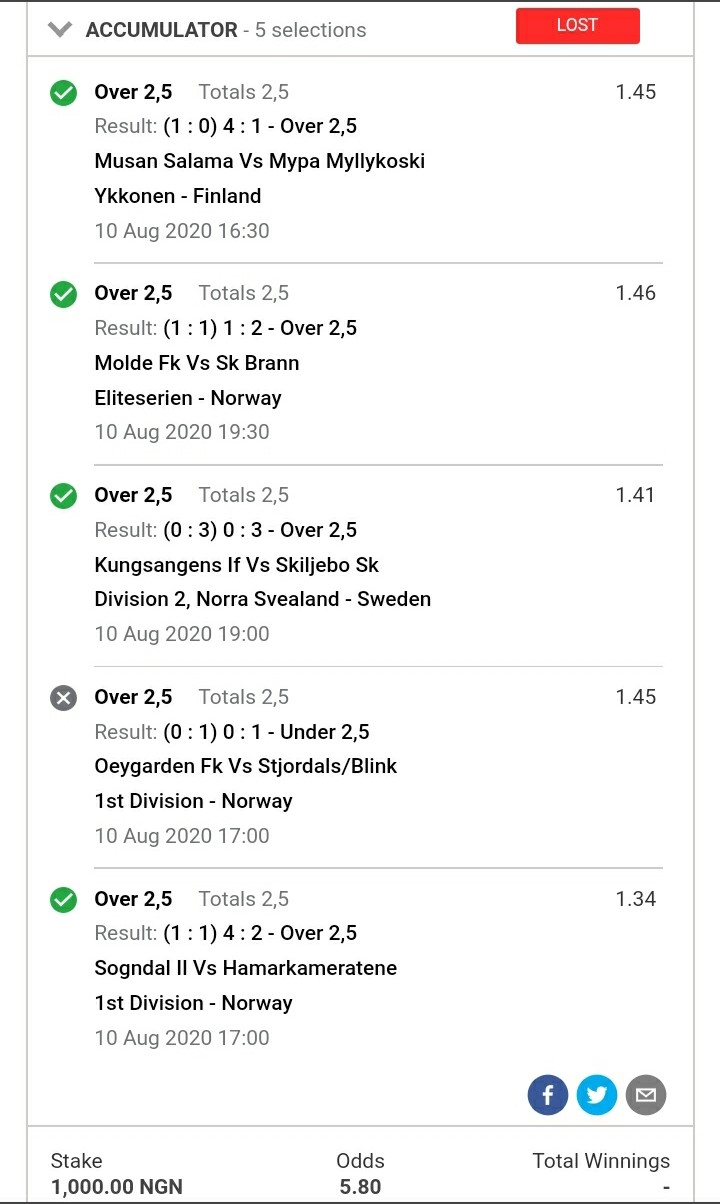 ACCUMULATOR - 5 selections LOST
Over 2,5 Totals 2,5 1.45
Result: (1 : 0) 4 : 1 - Over 2,5
Musan Salama Vs Mypa Myllykoski
Ykkonen - Finland
10 Aug 2020 16:30
Over 2,5 Totals 2,5 1.46
Result: (1 : 1) 1 : 2 - Over 2,5
Molde Fk Vs Sk Brann
Eliteserien - Norway
10 Aug 2020 19:30
Over 2,5 Totals 2,5 1.41
Result: (0 : 3) 0 : 3 - Over 2,5
Kungsangens If Vs Skiljebo Sk
Division 2, Norra Svealand - Sweden
10 Aug 2020 19:00
Over 2,5 Totals 2,5 1.45
Result: (0 : 1) 0 : 1 - Under 2,5
Oeygarden Fk Vs Stjordals/Blink
1st Division - Norway
10 Aug 2020 17:00
Over 2,5 Totals 2,5 1.34
Result: (1 : 1) 4 : 2 - Over 2,5
Sogndal Il Vs Hamarkameratene
1st Division - Norway
10 Aug 2020 17:00
Stake Odds Total Winnings
1,000.00 NGN 5.80 -